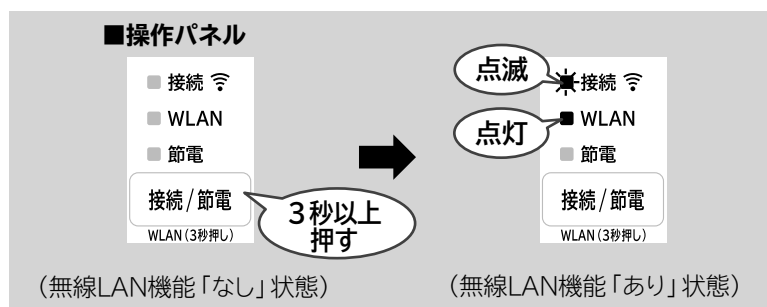 ■操作パネル
接続
WLAN
節電
接続/節電
WLAN(3秒押し)
3秒以上
押す
(無線LAN機能「なし」状態)
点滅
接続
点灯
WLAN
節電
接続/節電
WLAN(3秒押し)
(無線LAN機能「あり」状態)